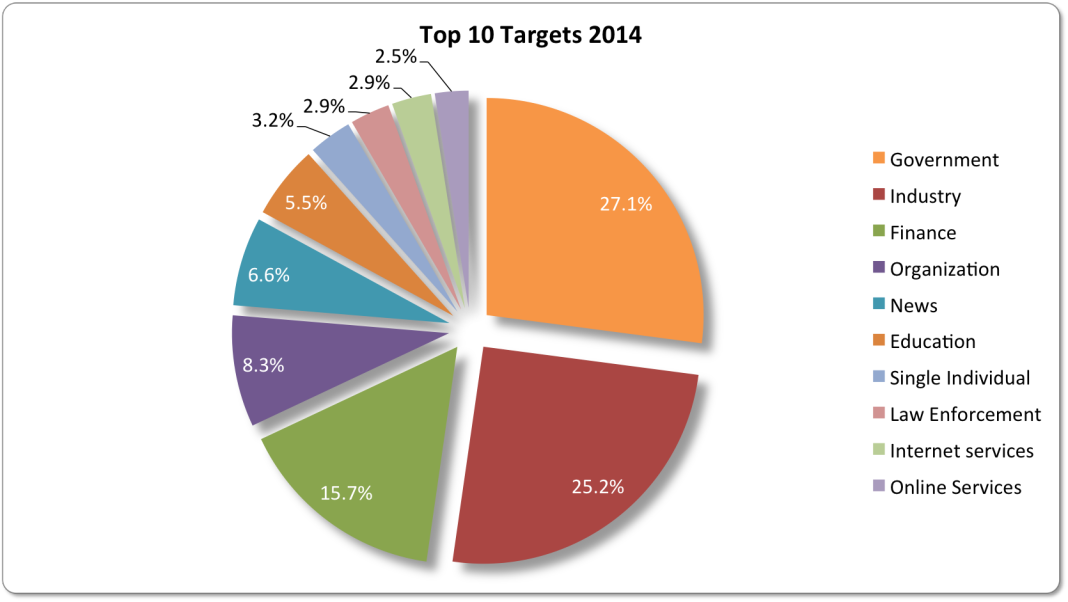 Top 10 Targets 2014
2.5%
2.9%
2.9%
3.2%
5.5%
6.6%
8.3%
15.7%
25.2%
27.1%
Government
Industry
Finance
Organization
News
Education
Single Individual
Law Enforcement
Internet services
Online Services